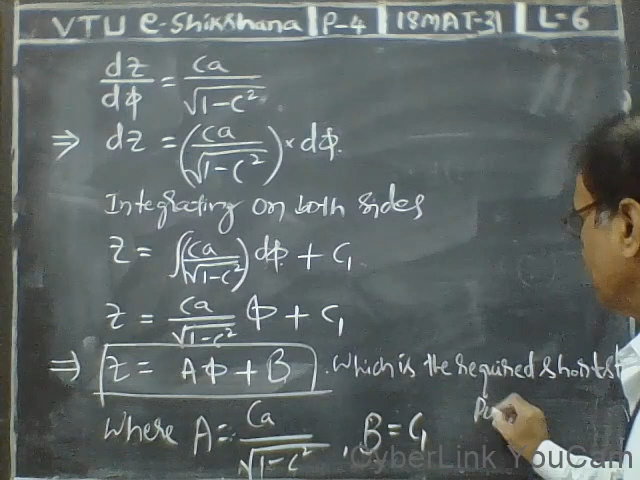 VTU e-Shikshana | P-4 | 18MAT-31 | L-6
dz/dφ = ca/√(1-c²)
⇒ dz = (ca/√(1-c²)) × dφ.
Integrating on both sides
z = ∫(ca/√(1-c²)) dφ + C₁
z = ca/√(1-c²) φ + C₁
⇒ z = Aφ + B . Which is the required shortst
Where A = ca/√(1-c²) , B = C₁
CyberLink YouCam